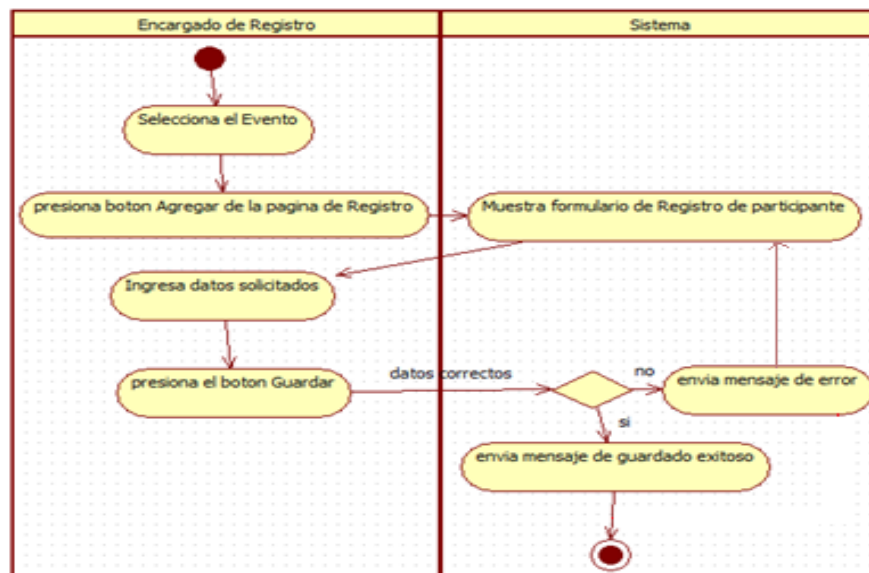 Encargado de Registro
Sistema
Selecciona el Evento
presiona boton Agregar de la pagina de Registro
Muestra formulario de Registro de participante
Ingresa datos solicitados
presiona el boton Guardar
datos correctos
no
envia mensaje de error
si
envia mensaje de guardado exitoso